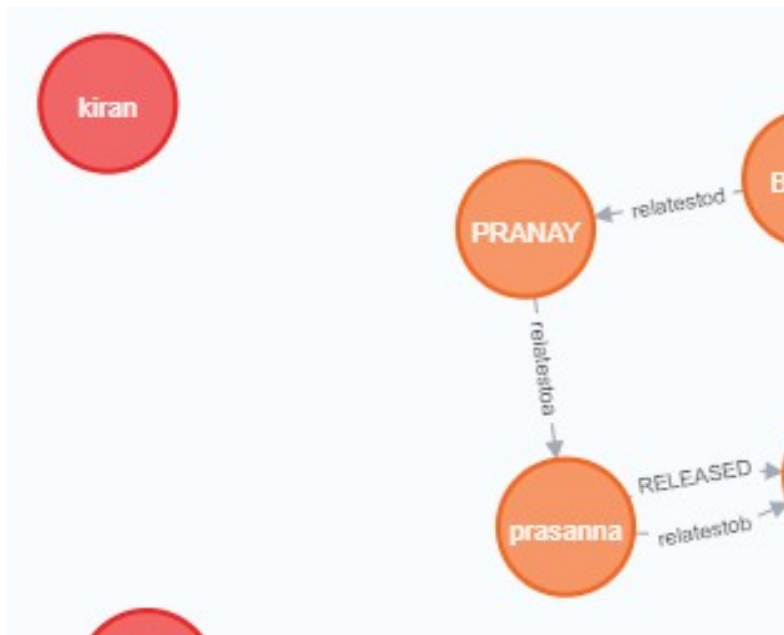 kiran
PRANAY
relatestod
B
relatestoa
prasanna
RELEASED
relatestob